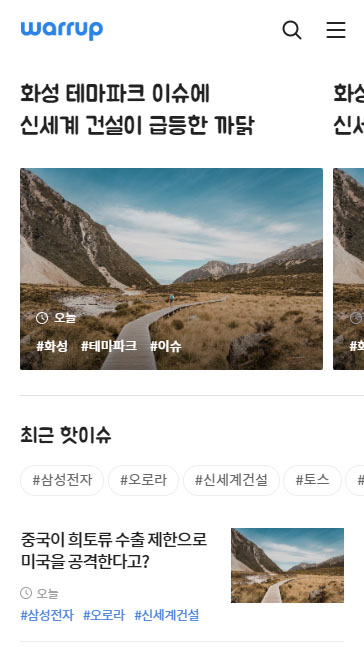 warrup
화성 테마파크 이슈에
신세계 건설이 급등한 까닭
화성
신세
오늘
#화성 #테마파크 #이슈
최근 핫이슈
#삼성전자 #오로라 #신세계건설 #토스 #
중국이 희토류 수출 제한으로
미국을 공격한다고?
오늘
#삼성전자 #오로라 #신세계건설